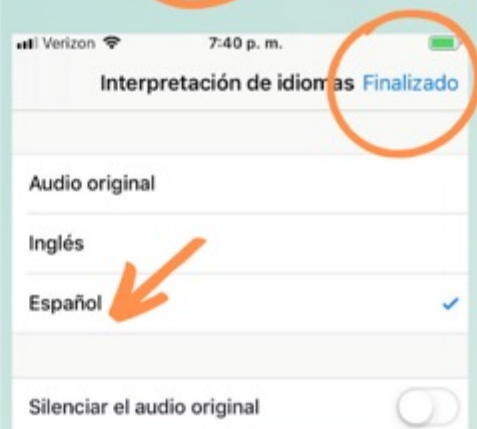 Verizon 7:40 p. m.
Interpretación de idiomas Finalizado
Audio original
Inglés
Español
Silenciar el audio original